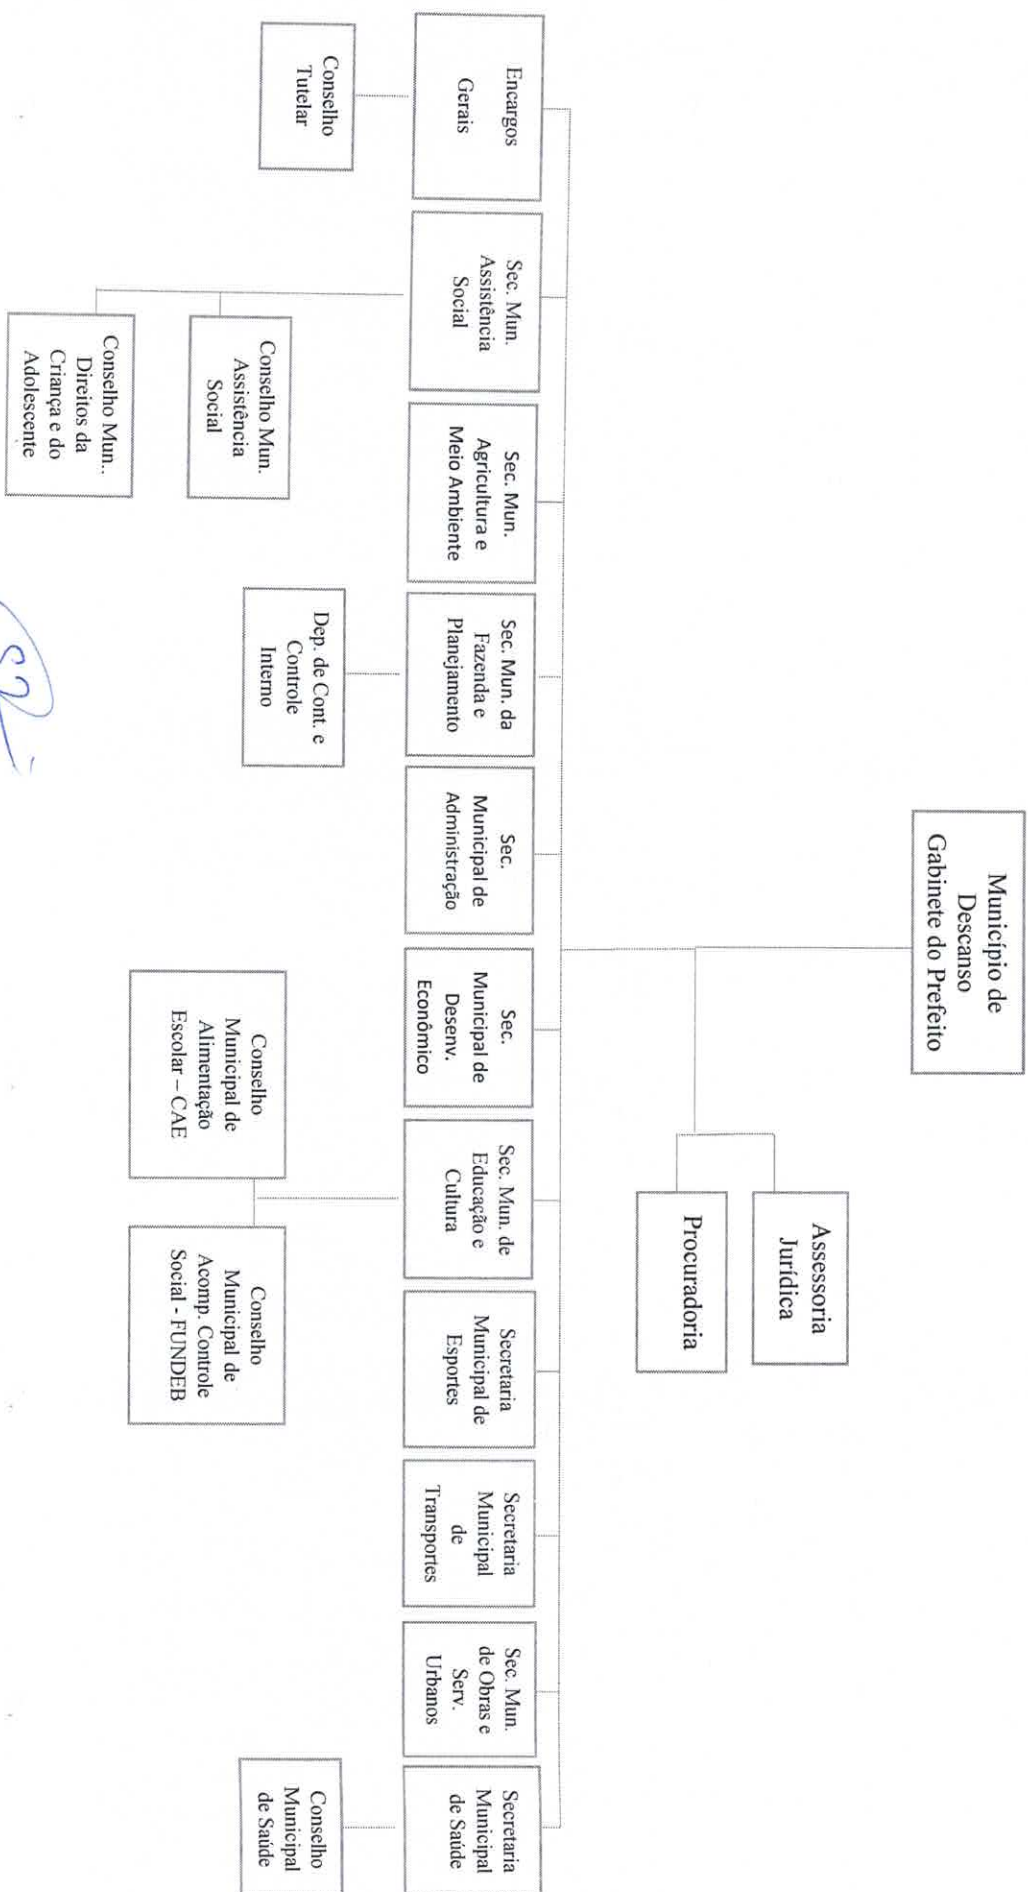 Município de
Descanso
Gabinete do Prefeito
Assessoria
Jurídica
Procuradoria
Encargos
Gerais
Sec. Mun.
Assistência
Social
Sec. Mun.
Agricultura e
Meio Ambiente
Sec. Mun. da
Fazenda e
Planejamento
Sec.
Municipal de
Administração
Sec.
Municipal de
Desenv.
Econômico
Sec. Mun. de
Educação e
Cultura
Secretaria
Municipal de
Esportes
Secretaria
Municipal
de
Transportes
Sec. Mun.
de Obras e
Serv.
Urbanos
Secretaria
Municipal
de Saúde
Conselho
Tutelar
Conselho Mun.
Assistência
Social
Conselho Mun..
Direitos da
Criança e do
Adolescente
Dep. de Cont. e
Controle
Interno
Conselho
Municipal de
Alimentação
Escolar – CAE
Conselho
Municipal de
Acomp. Controle
Social - FUNDEB
Conselho
Municipal
de Saúde